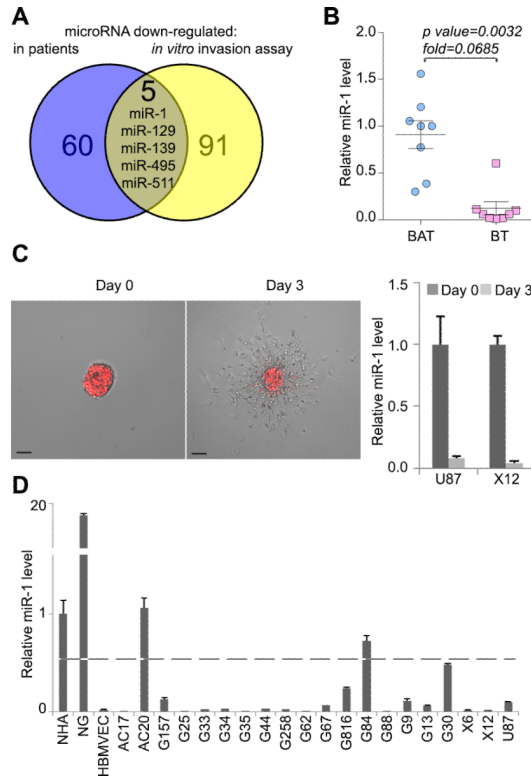 A
microRNA down-regulated:
in patients in vitro invasion assay
60
5
miR-1
miR-129
miR-139
miR-495
miR-511
91
B
p value=0.0032
fold=0.0685
Relative miR-1 level
2.0
1.5
1.0
0.5
0.0
BAT BT
C
Day 0 Day 3
Relative miR-1 level
1.5
1.0
0.5
0.0
Day 0 Day 3
U87 X12
D
Relative miR-1 level
20
1
0
NHA
NG
HBMVEC
AC17
AC20
G157
G25
G33
G34
G35
G44
G258
G62
G67
G816
G84
G88
G9
G13
G30
X6
X12
U87